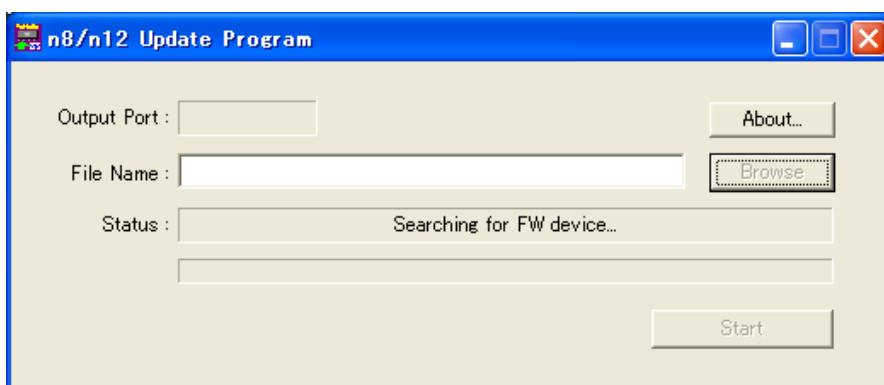 n8/n12 Update Program
Output Port :
About...
File Name :
Browse
Status :
Searching for FW device...
Start